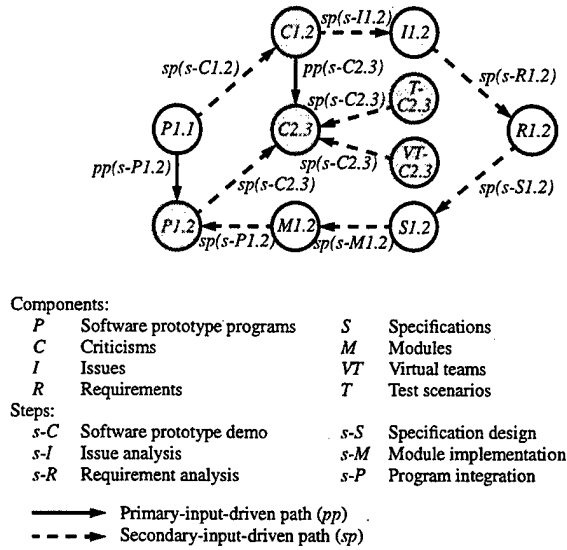 sp(s-I1.2)
C1.2
I1.2
sp(s-C1.2)
pp(s-C2.3)
sp(s-R1.2)
sp(s-C2.3)
T-
C2.3
P1.1
C2.3
R1.2
pp(s-P1.2)
sp(s-C2.3)
VT-
C2.3
sp(s-C2.3)
sp(s-S1.2)
P1.2
M1.2
S1.2
sp(s-P1.2)
sp(s-M1.2)
Components:
P Software prototype programs
S Specifications
C Criticisms
M Modules
I Issues
VT Virtual teams
R Requirements
T Test scenarios
Steps:
s-C Software prototype demo
s-S Specification design
s-I Issue analysis
s-M Module implementation
s-R Requirement analysis
s-P Program integration
Primary-input-driven path (pp)
Secondary-input-driven path (sp)